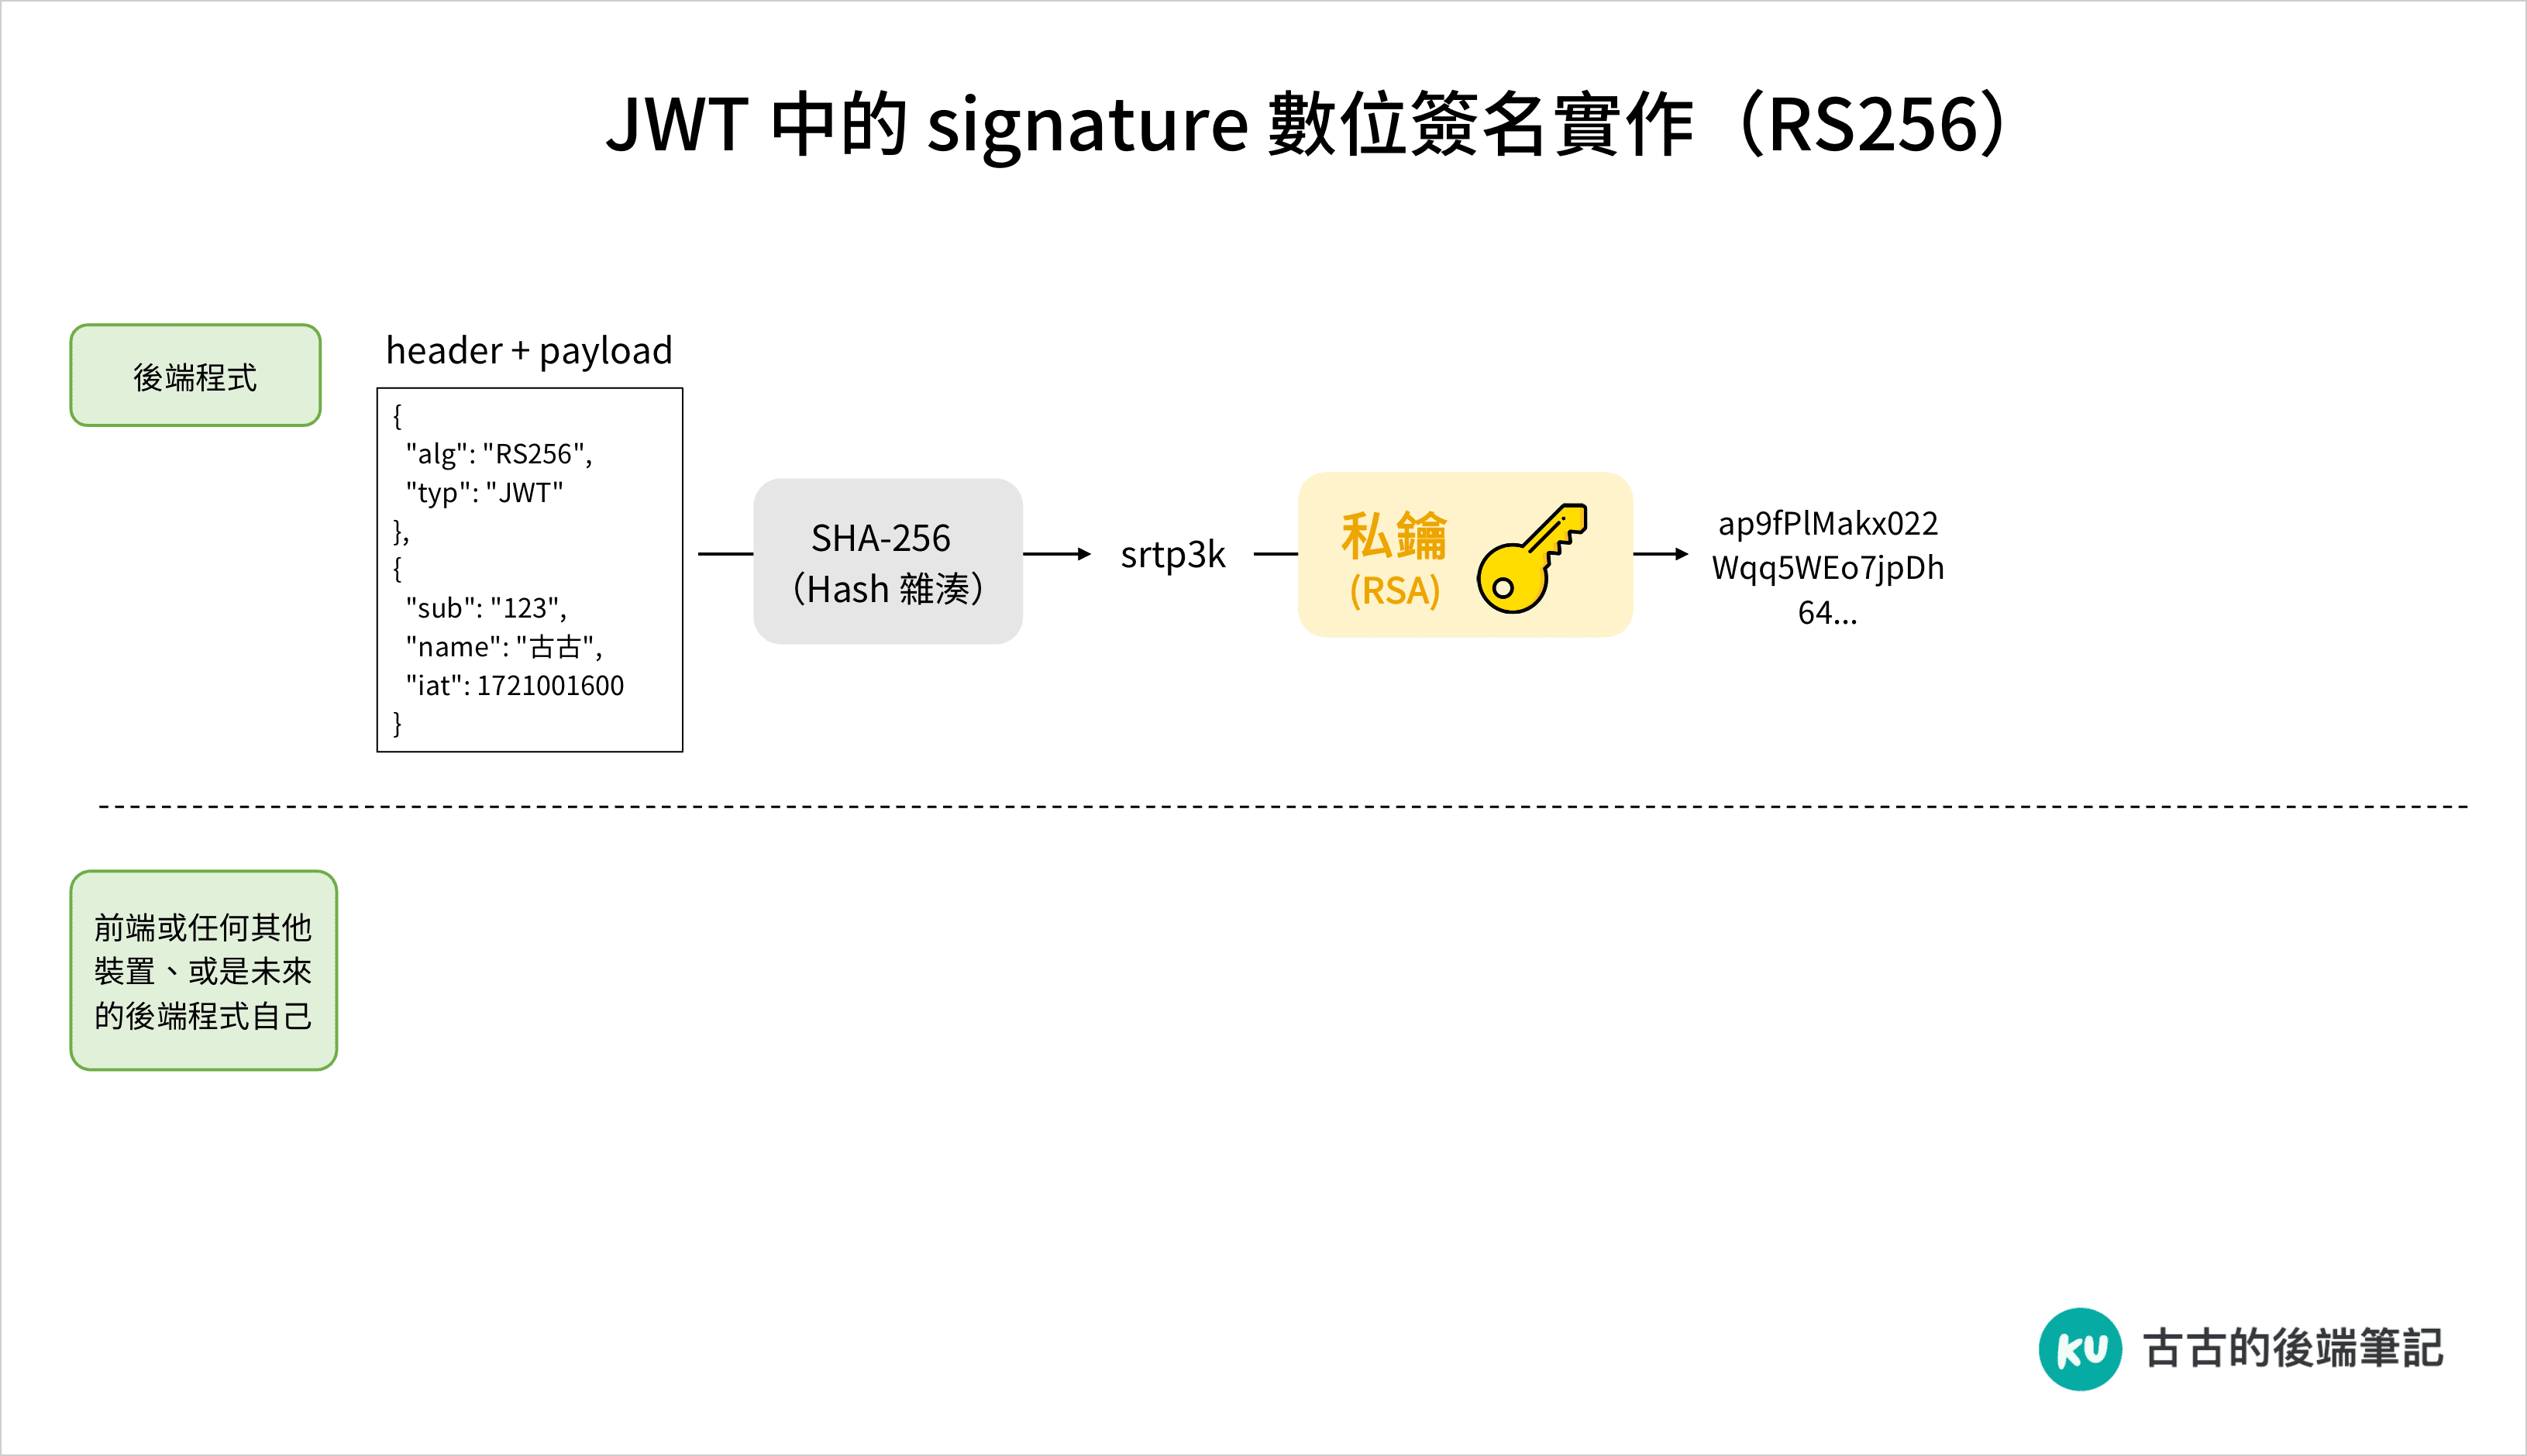 JWT 中的 signature 數位簽名實作（RS256）
後端程式
header + payload
{
"alg": "RS256",
"typ": "JWT"
},
{
"sub": "123",
"name": "古古",
"iat": 1721001600
}
SHA-256
（Hash 雜湊）
srtp3k
私鑰
(RSA)
ap9fPlMakx022
Wqq5WEo7jpDh
64...
前端或任何其他
裝置、或是未來
的後端程式自己
KU 古古的後端筆記